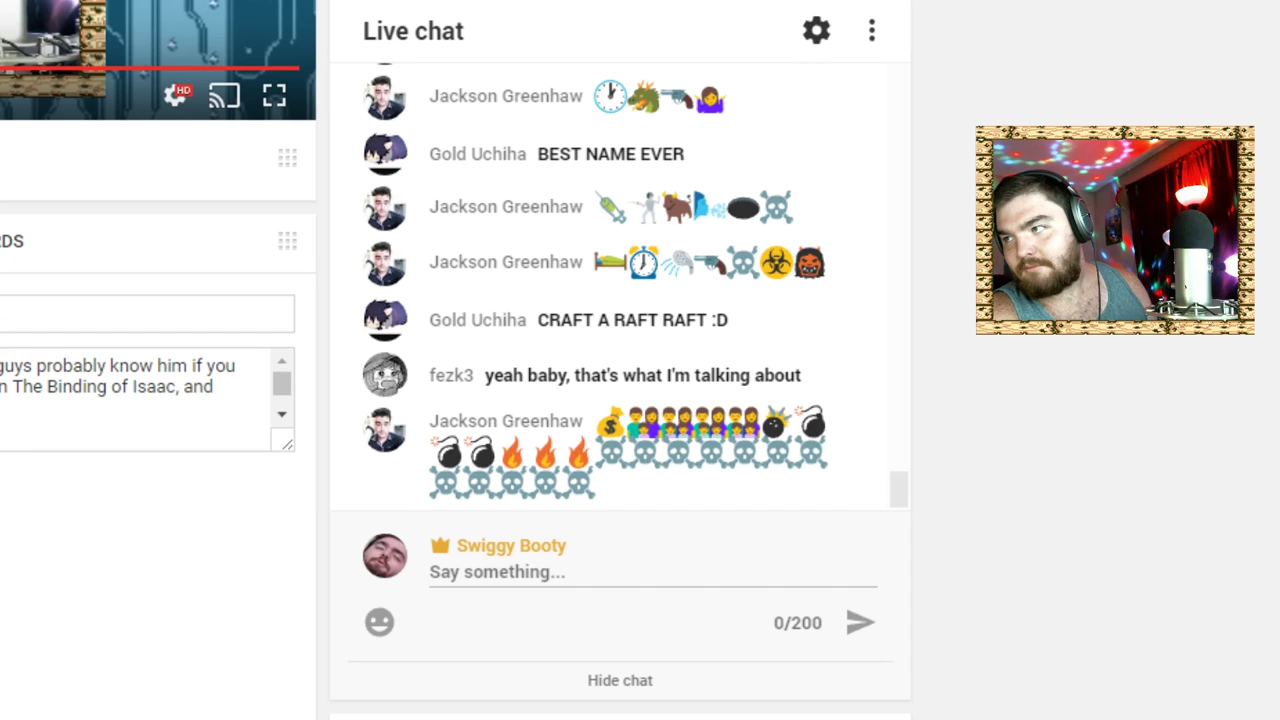 Live chat
HD
Jackson Greenhaw
Gold Uchiha BEST NAME EVER
Jackson Greenhaw
Jackson Greenhaw
Gold Uchiha CRAFT A RAFT RAFT :D
fezk3 yeah baby, that's what I'm talking about
Jackson Greenhaw
Swiggy Booty
Say something...
0/200
Hide chat
RDS
guys probably know him if you
n The Binding of Isaac, and